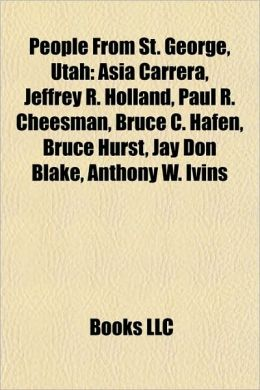 People From St. George,
Utah: Asia Carrera,
Jeffrey R. Holland, Paul R.
Cheesman, Bruce C. Hafen,
Bruce Hurst, Jay Don
Blake, Anthony W. Ivins
Books LLC